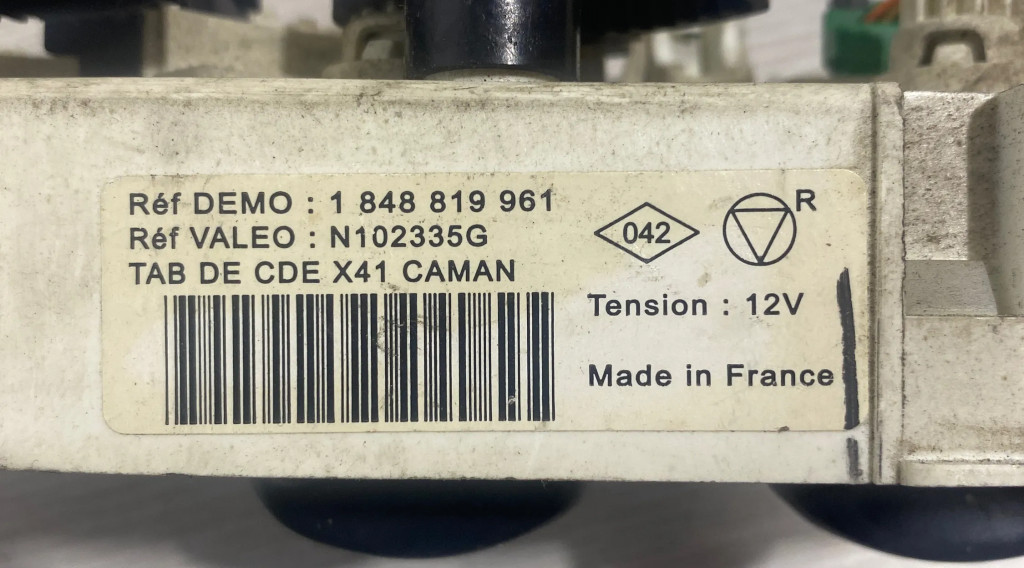 Réf DEMO : 1 848 819 961
Réf VALEO : N102335G
TAB DE CDE X41 CAMAN
042
R
Tension : 12V
Made in France